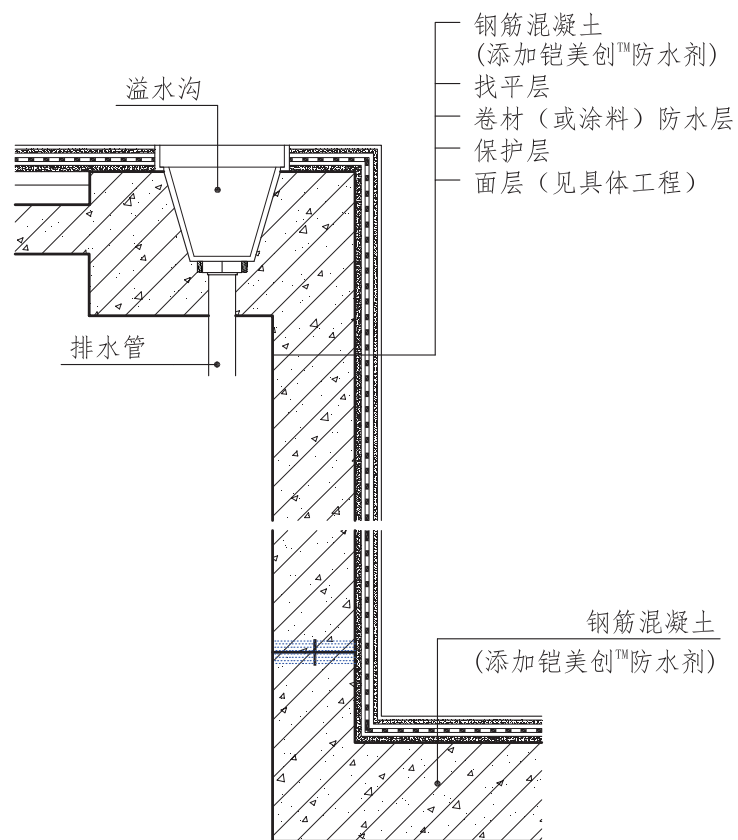 钢筋混凝土
(添加铠美创™防水剂)
找平层
卷材（或涂料）防水层
保护层
面层（见具体工程）
溢水沟
排水管
钢筋混凝土
(添加铠美创™防水剂)